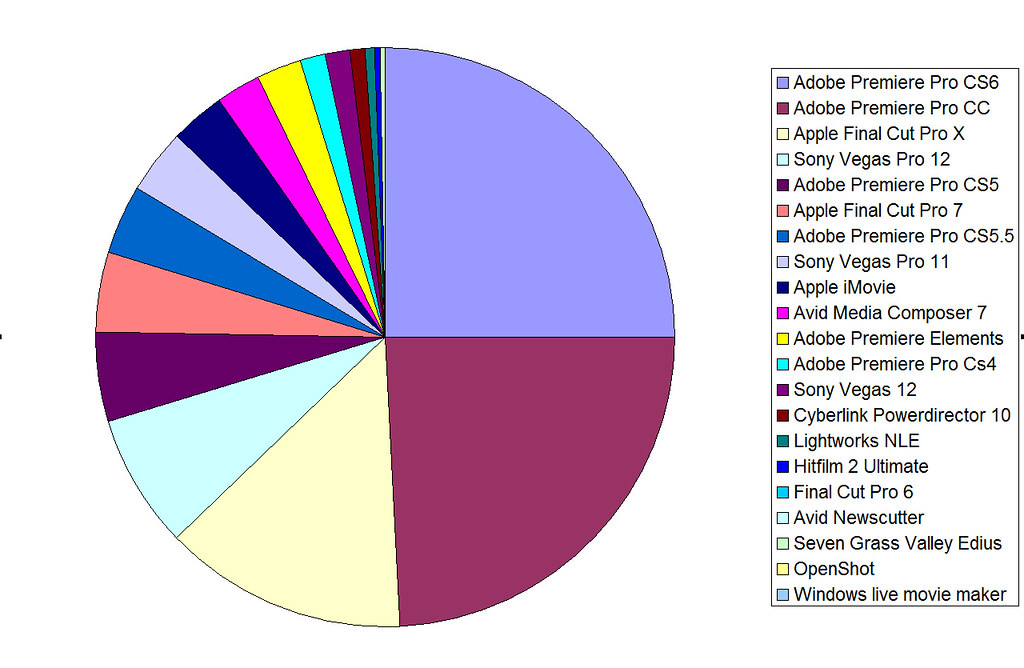 Adobe Premiere Pro CS6
Adobe Premiere Pro CC
Apple Final Cut Pro X
Sony Vegas Pro 12
Adobe Premiere Pro CS5
Apple Final Cut Pro 7
Adobe Premiere Pro CS5.5
Sony Vegas Pro 11
Apple iMovie
Avid Media Composer 7
Adobe Premiere Elements
Adobe Premiere Pro Cs4
Sony Vegas 12
Cyberlink Powerdirector 10
Lightworks NLE
Hitfilm 2 Ultimate
Final Cut Pro 6
Avid Newscutter
Seven Grass Valley Edius
OpenShot
Windows live movie maker